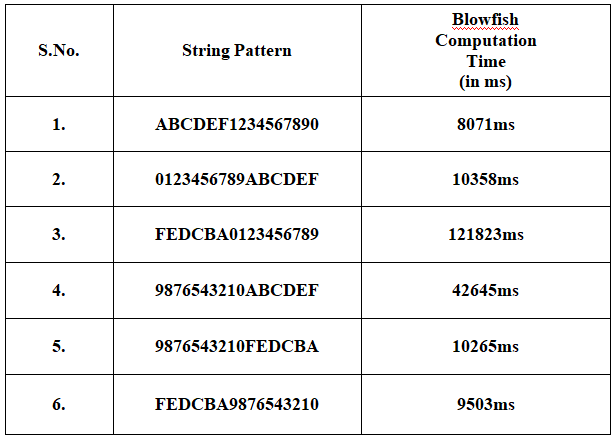 S.No. String Pattern Blowfish
Computation
Time
(in ms)
1. ABCDEF1234567890 8071ms
2. 0123456789ABCDEF 10358ms
3. FEDCBA0123456789 121823ms
4. 9876543210ABCDEF 42645ms
5. 9876543210FEDCBA 10265ms
6. FEDCBA9876543210 9503ms